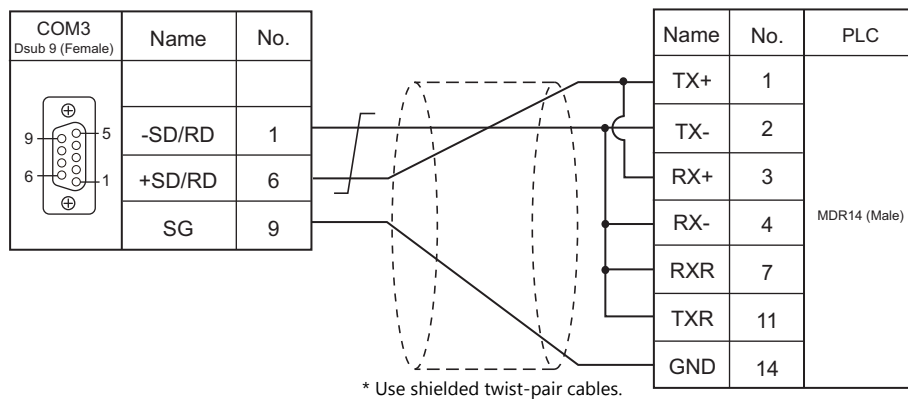 COM3
Dsub 9 (Female)
Name
No.
9
5
6
1
-SD/RD 1
+SD/RD 6
SG 9
Name No. PLC
TX+ 1
TX- 2
RX+ 3
RX- 4
RXR 7
TXR 11
GND 14
MDR14 (Male)
* Use shielded twist-pair cables.